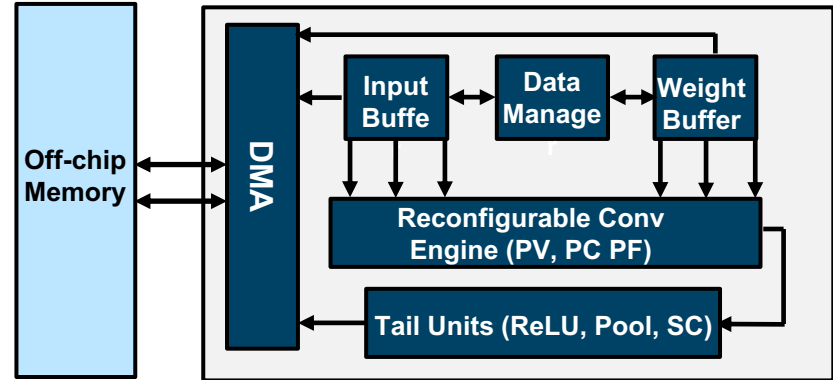 Off-chip
Memory
DMA
Input
Buffe
Data
Manage
r
Weight
Buffer
Reconfigurable Conv
Engine (PV, PC PF)
Tail Units (ReLU, Pool, SC)